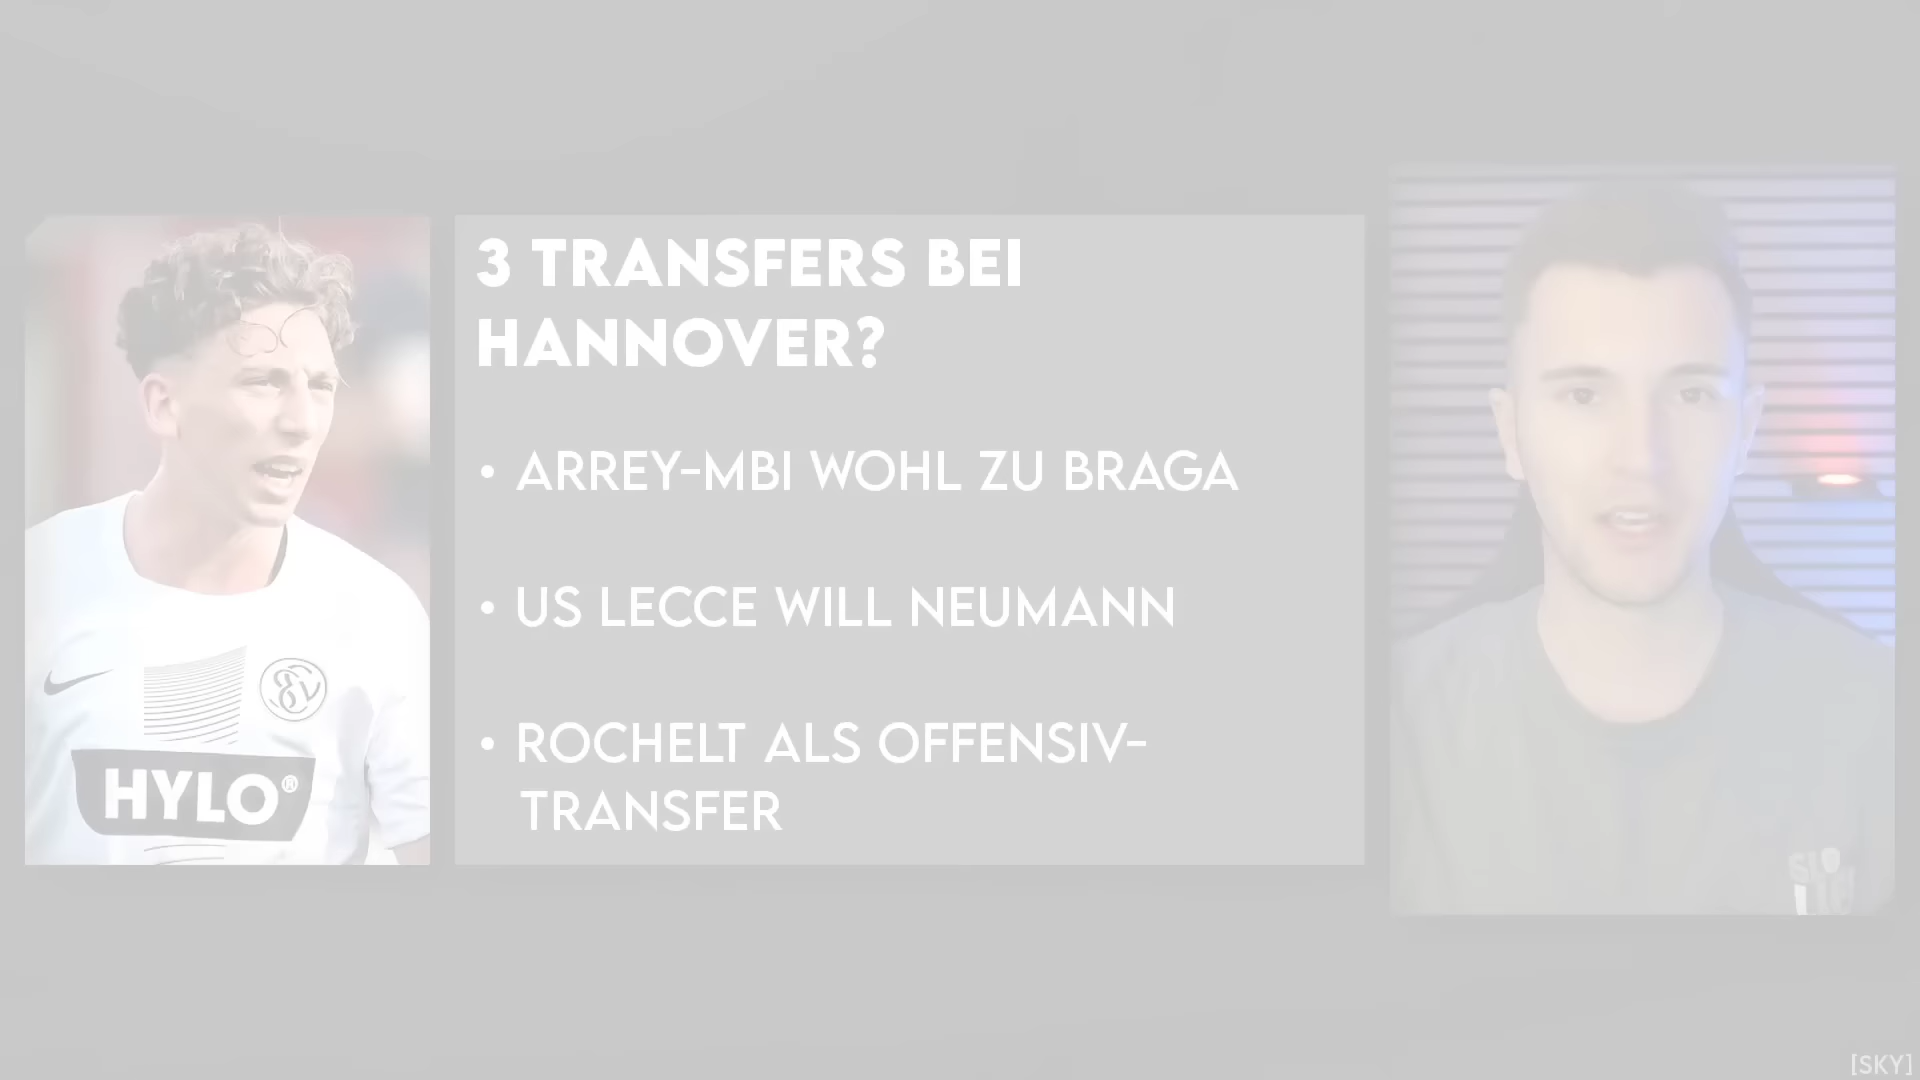 3 TRANSFERS BEI
HANNOVER?
• ARREY-MBI WOHL ZU BRAGA
• US LECCE WILL NEUMANN
• ROCHELT ALS OFFENSIV-
TRANSFER
HYLO®
[SKY]